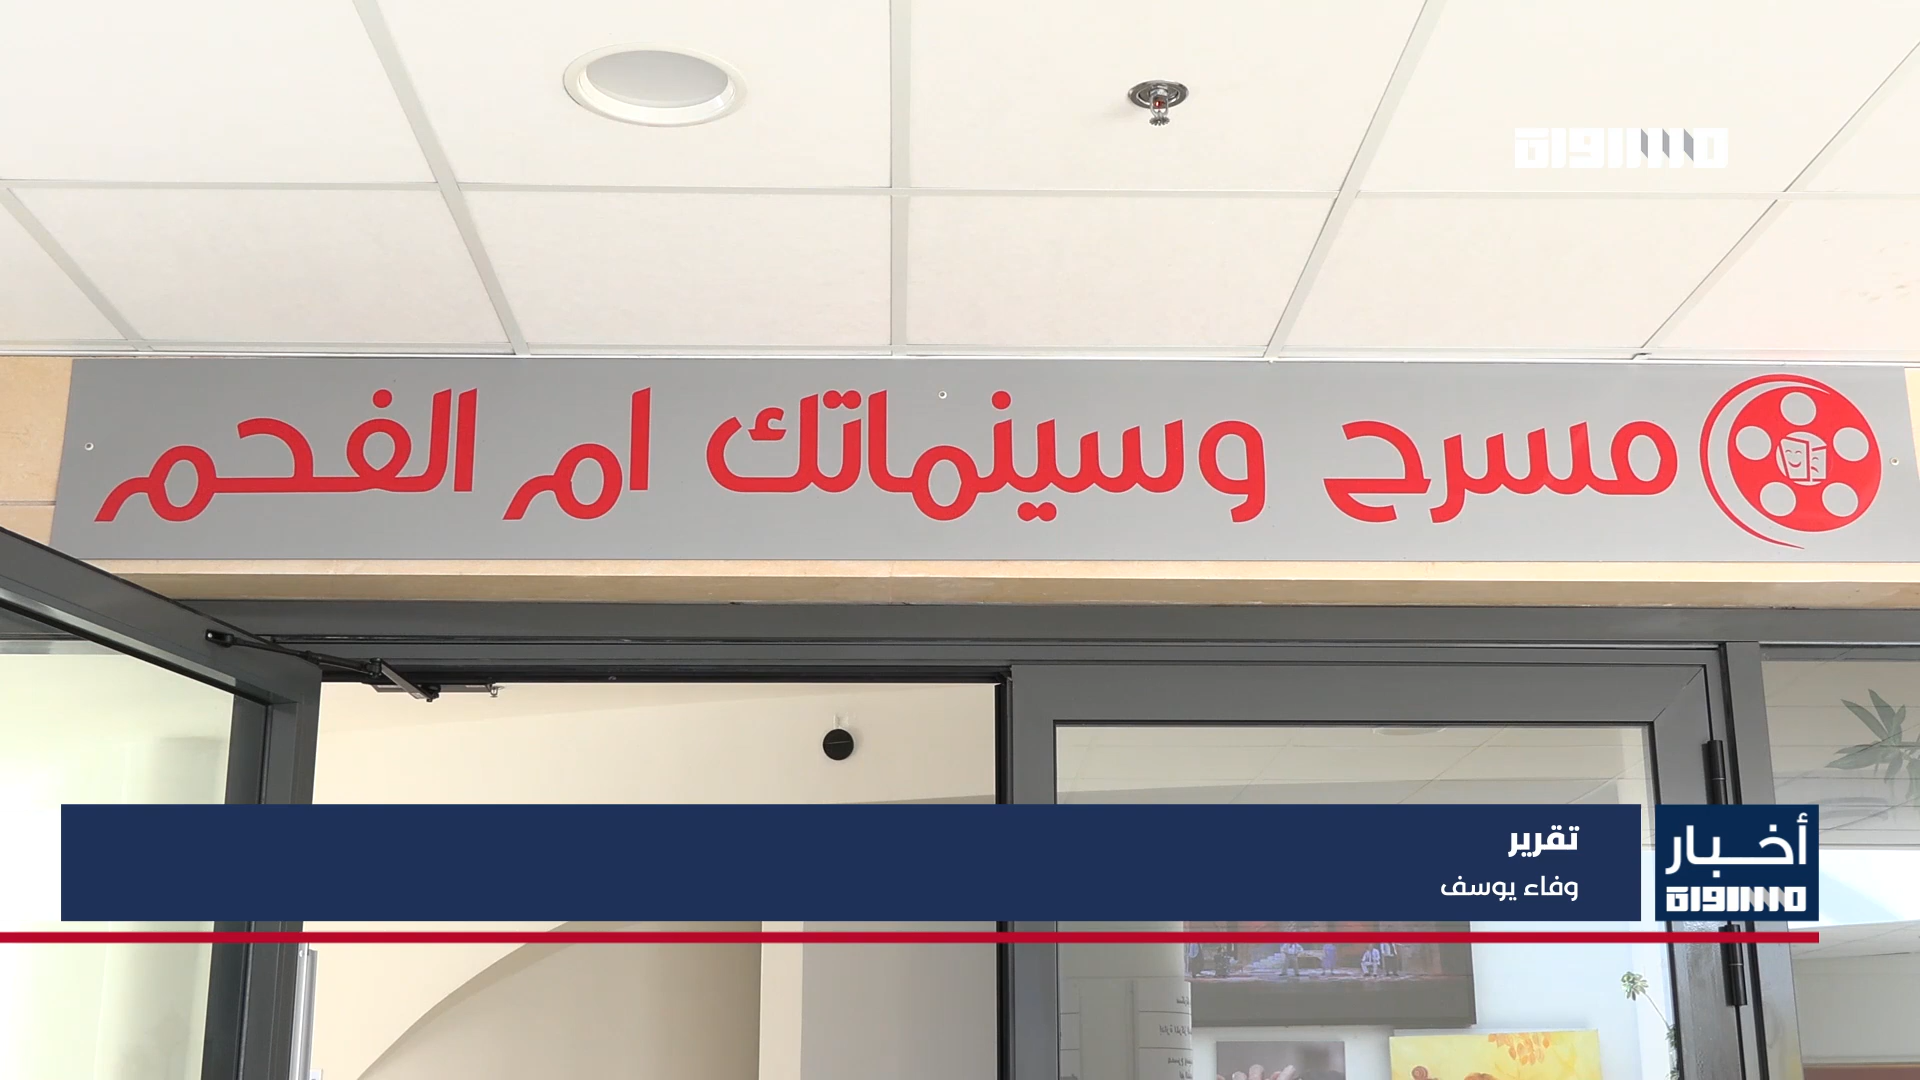 مساواة
مسرح وسينماتك ام الفحم
تقرير
وفاء يوسف
أخبار
مساواة